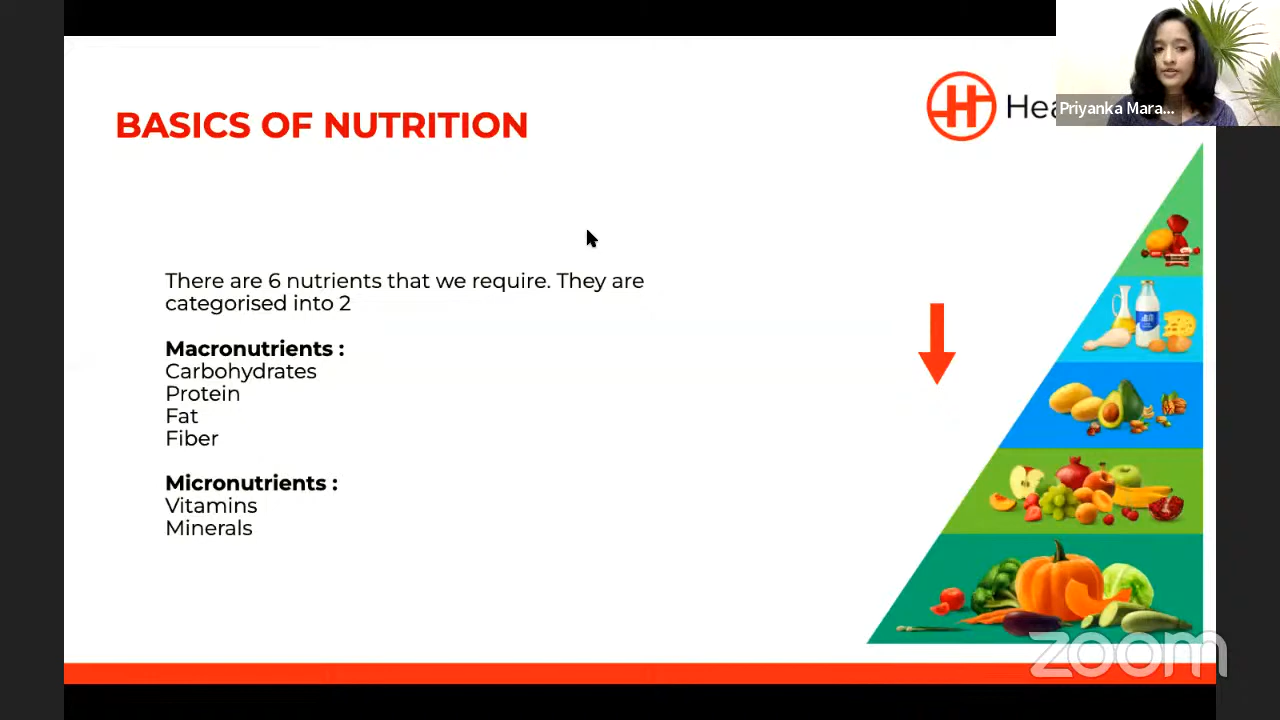 BASICS OF NUTRITION
Hea
Priyanka Mara...
There are 6 nutrients that we require. They are
categorised into 2
Macronutrients :
Carbohydrates
Protein
Fat
Fiber
Micronutrients :
Vitamins
Minerals
zoom